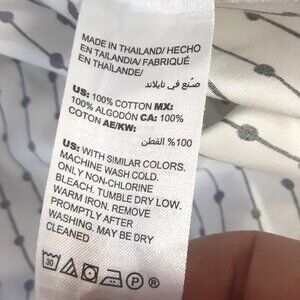 MADE IN THAILAND/ HECHO
EN TAILANDIA/ FABRIQUÉ
EN THAÏLANDE/
صنع في تايلاند
US: 100% COTTON MX:
100% ALGODÓN CA: 100%
COTON AE/KW:
100% القطن
US: WITH SIMILAR COLORS.
MACHINE WASH COLD.
ONLY NON-CHLORINE
BLEACH. TUMBLE DRY LOW.
WARM IRON. REMOVE
PROMPTLY AFTER
WASHING. MAY BE DRY
CLEANED
30 P